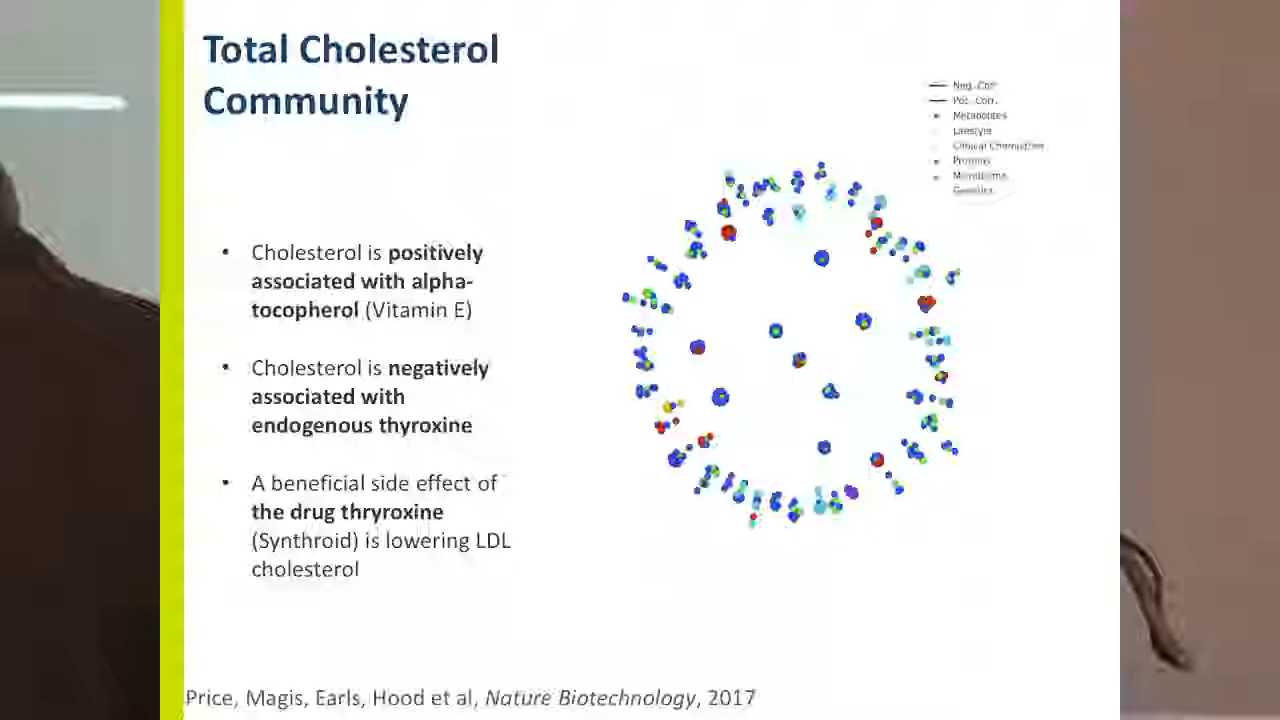 Total Cholesterol
Community
• Cholesterol is positively
associated with alpha-
tocopherol (Vitamin E)
• Cholesterol is negatively
associated with
endogenous thyroxine
• A beneficial side effect of
the drug thryroxine
(Synthroid) is lowering LDL
cholesterol
Neg. Corr.
Pos. Corr.
Metabolites
Lifestyle
Clinical Chemistries
Proteins
Microbiome
Genetics
Price, Magis, Earls, Hood et al, Nature Biotechnology, 2017